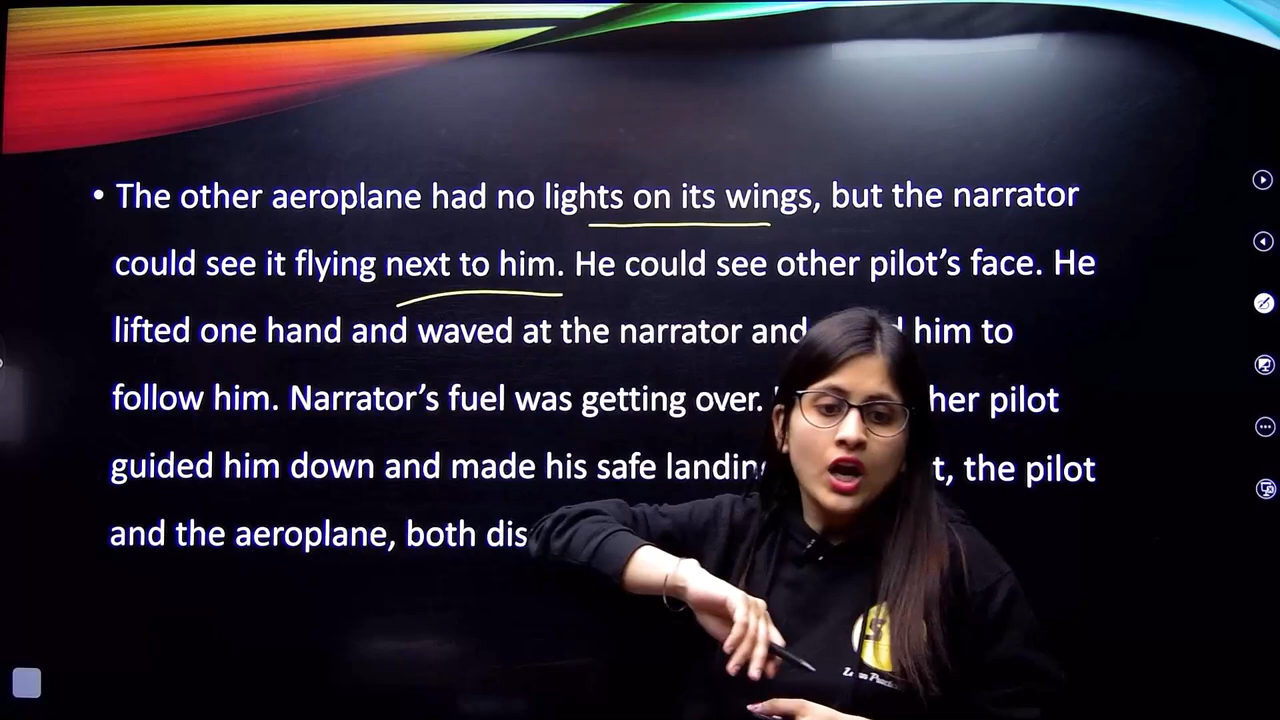 • The other aeroplane had no lights on its wings, but the narrator
could see it flying next to him. He could see other pilot's face. He
lifted one hand and waved at the narrator and him to
follow him. Narrator's fuel was getting over. pilot
guided him down and made his safe landing the pilot
and the aeroplane, both